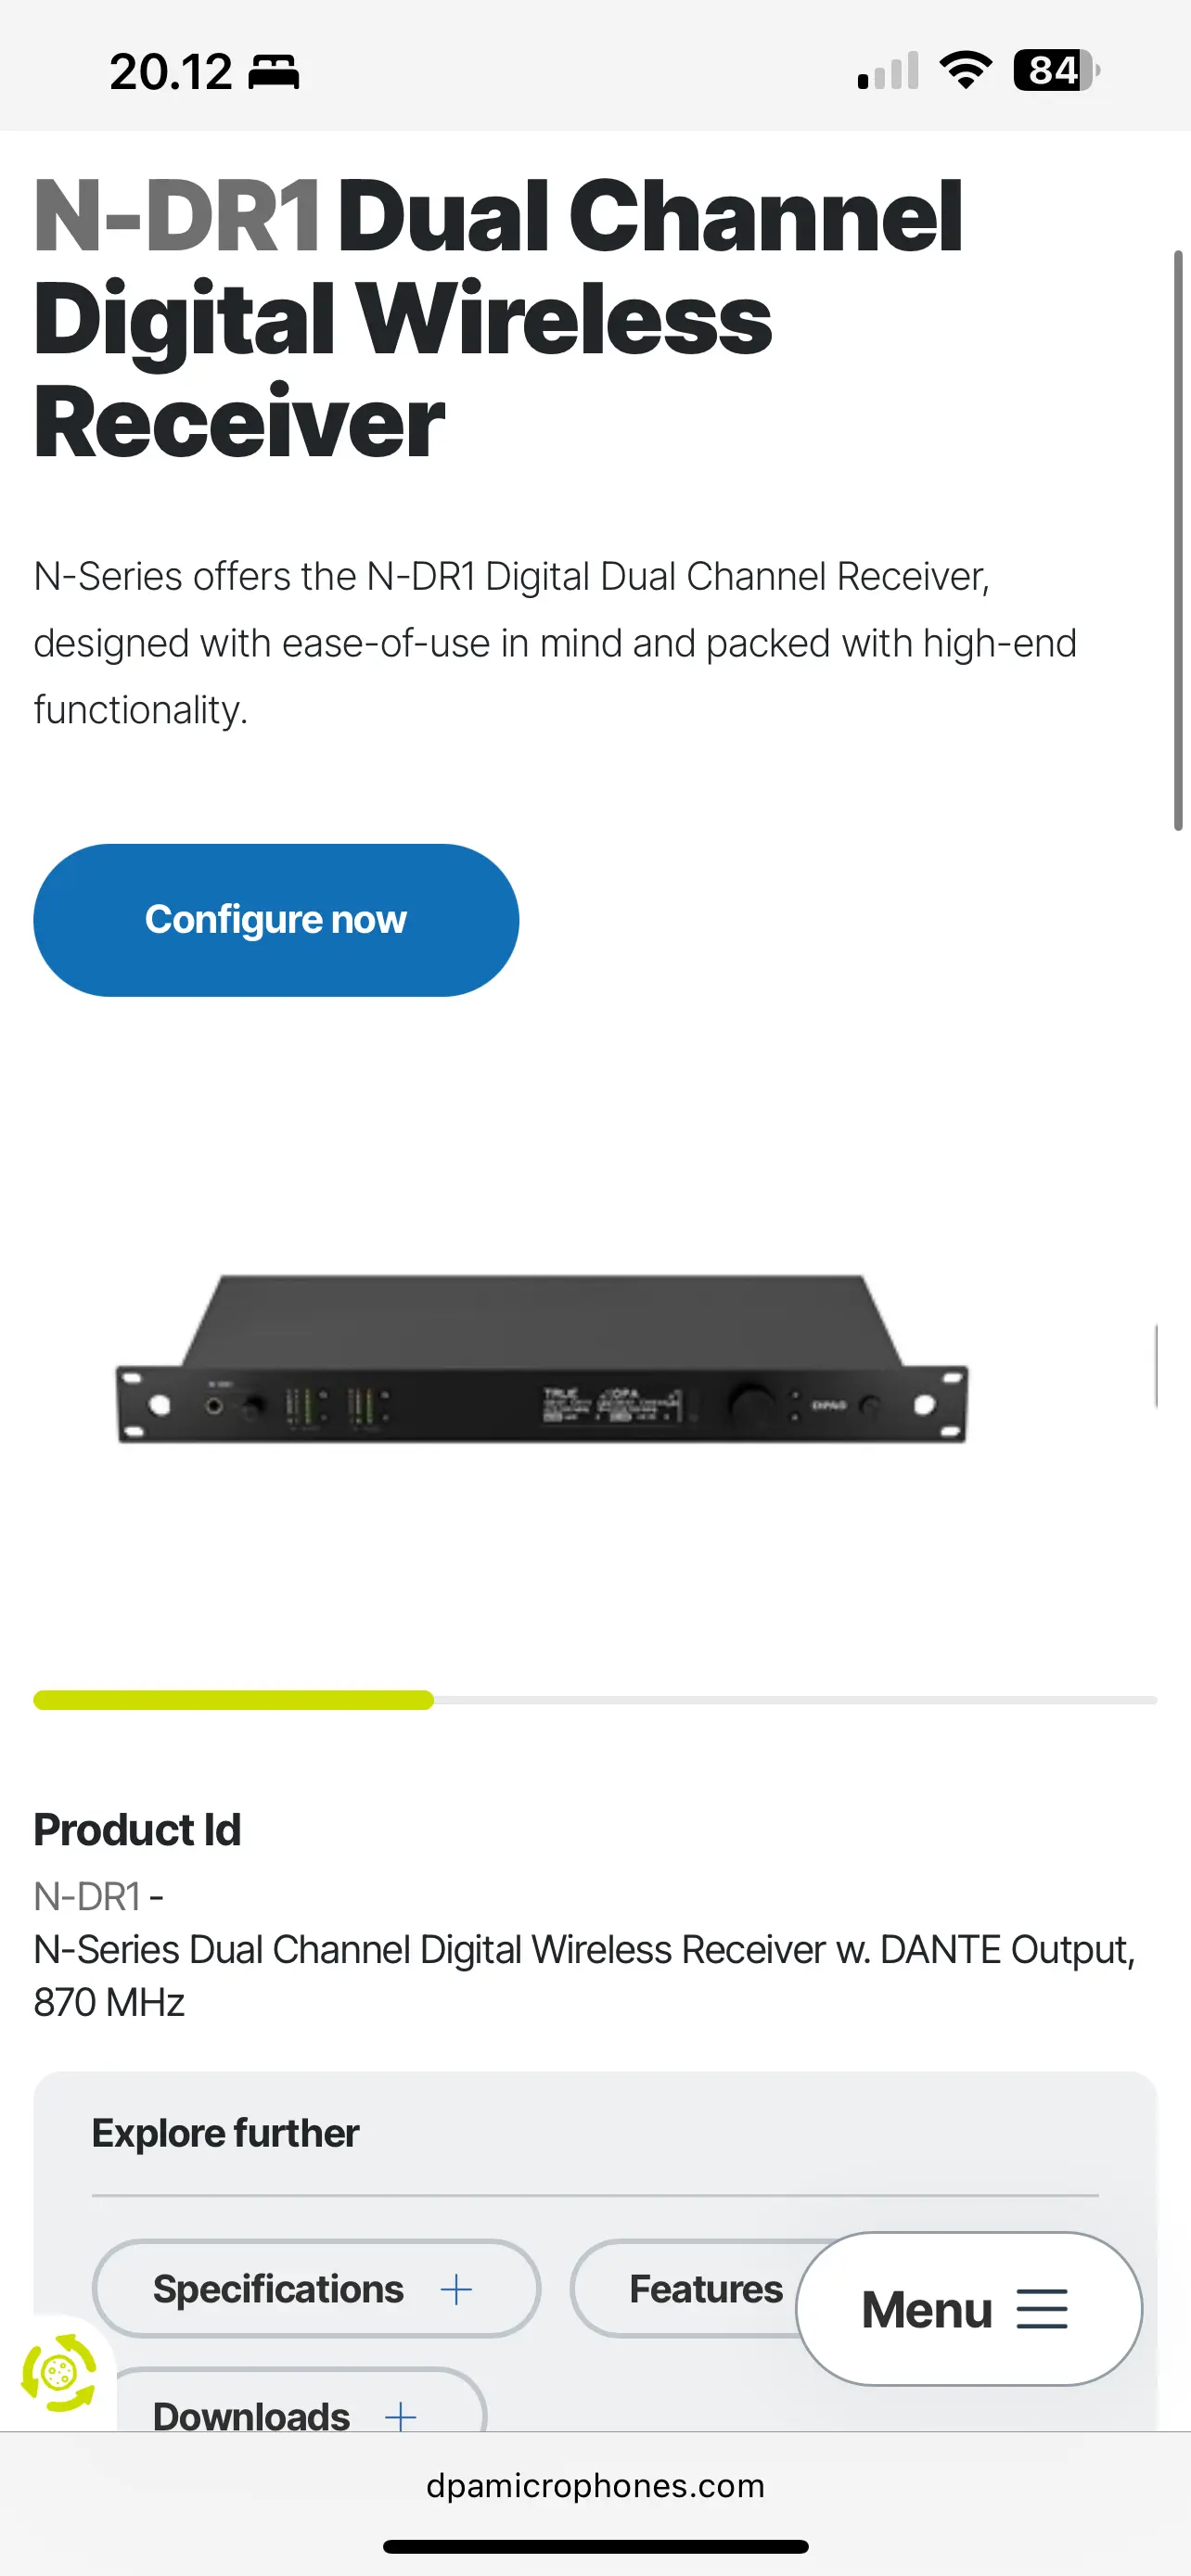 20.12
84
N-DR1 Dual Channel
Digital Wireless
Receiver
N-Series offers the N-DR1 Digital Dual Channel Receiver,
designed with ease-of-use in mind and packed with high-end
functionality.
Configure now
Product Id
N-DR1 -
N-Series Dual Channel Digital Wireless Receiver w. DANTE Output,
870 MHz
Explore further
Specifications +
Features
Menu
Downloads +
dpamicrophones.com